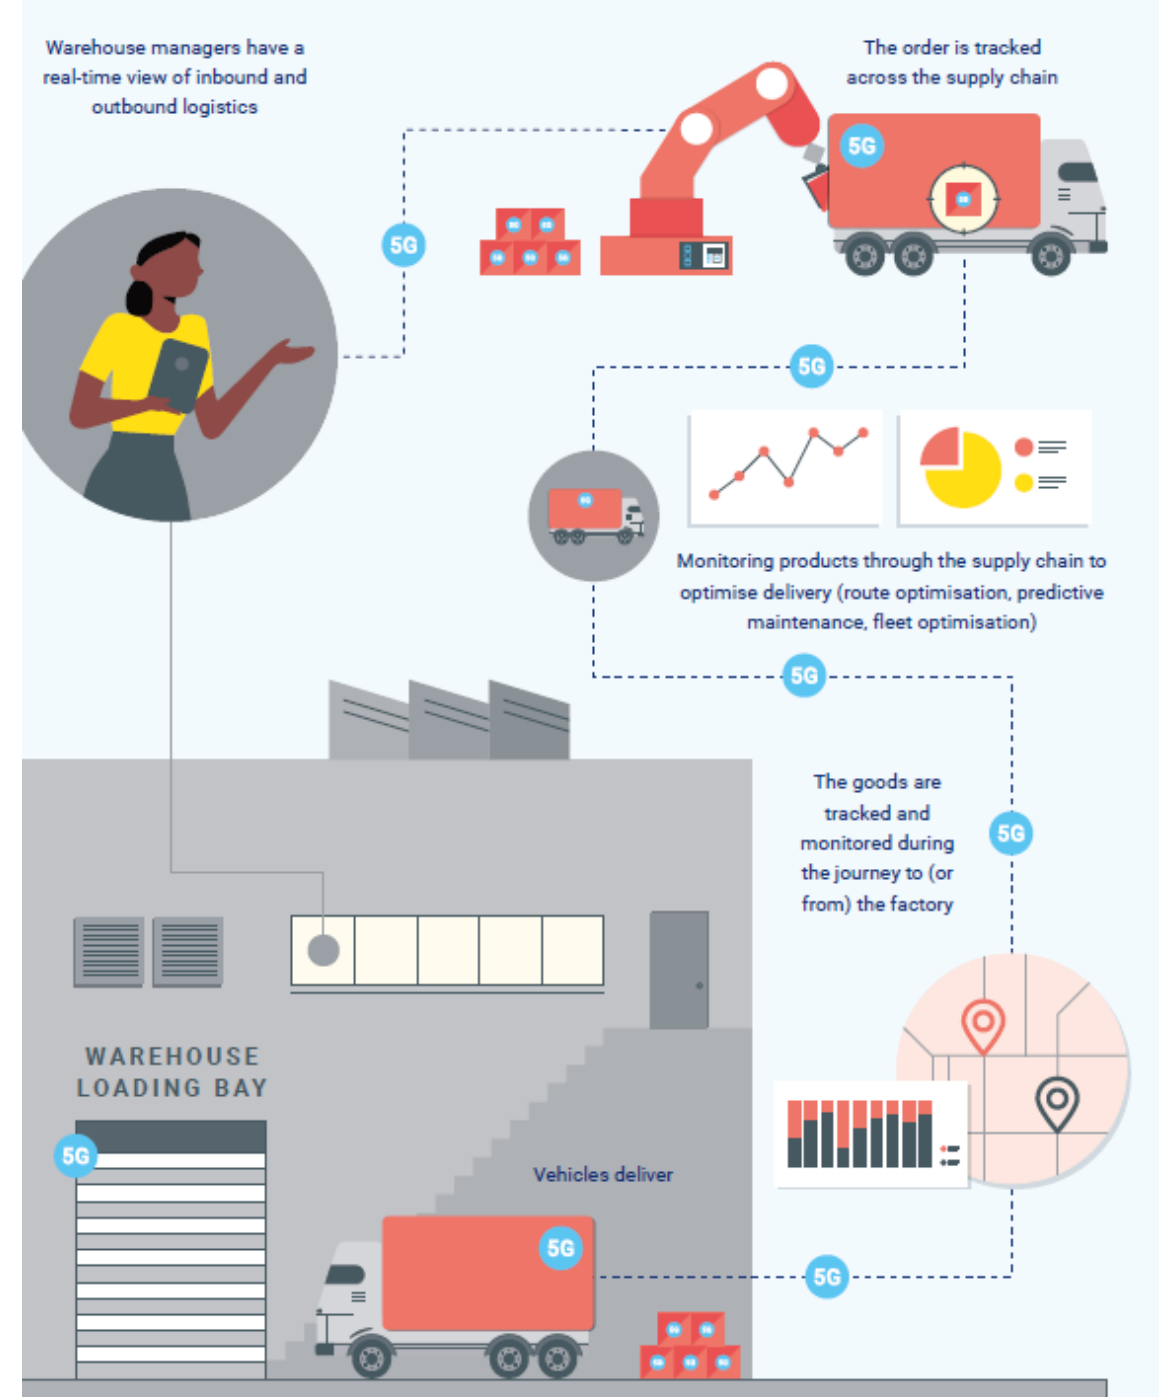 Warehouse managers have a
real-time view of inbound and
outbound logistics
The order is tracked
across the supply chain
5G
5G
5G
Monitoring products through the supply chain to
optimise delivery (route optimisation, predictive
maintenance, fleet optimisation)
5G
The goods are
tracked and
monitored during
the journey to (or
from) the factory
5G
WAREHOUSE
LOADING BAY
5G
Vehicles deliver
5G
5G